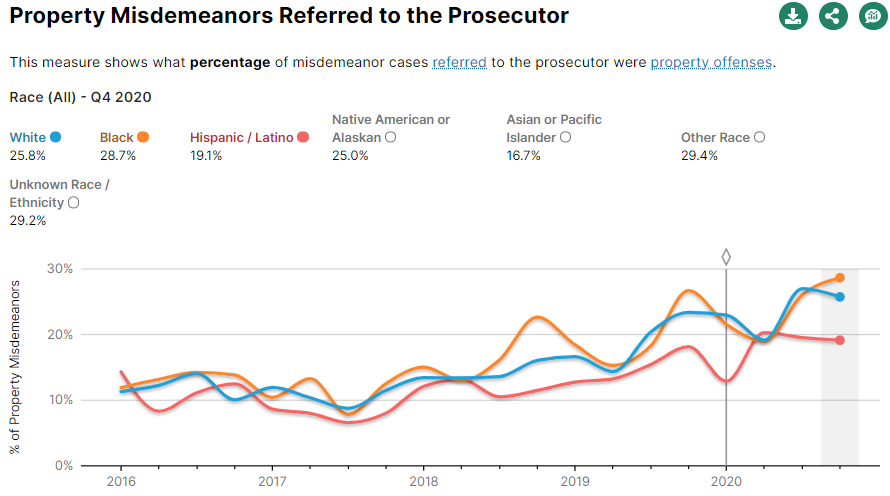 Property Misdemeanors Referred to the Prosecutor
This measure shows what percentage of misdemeanor cases referred to the prosecutor were property offenses.
Race (All) - Q4 2020
White
25.8%
Black
28.7%
Hispanic / Latino
19.1%
Native American or
Alaskan
25.0%
Asian or Pacific
Islander
16.7%
Other Race
29.4%
Unknown Race /
Ethnicity
29.2%
% of Property Misdemeanors
30%
20%
10%
0%
2016 2017 2018 2019 2020